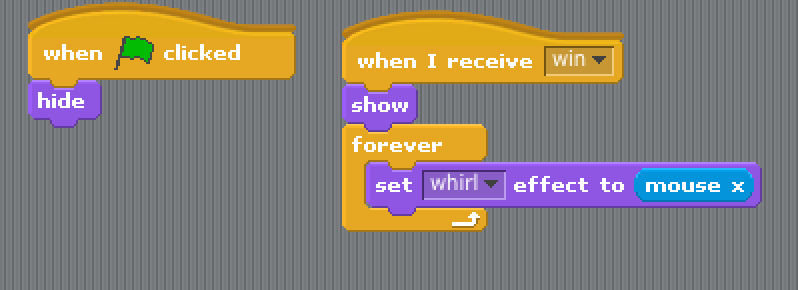 when clicked
hide
when I receive win
show
forever
set whirl effect to mouse x